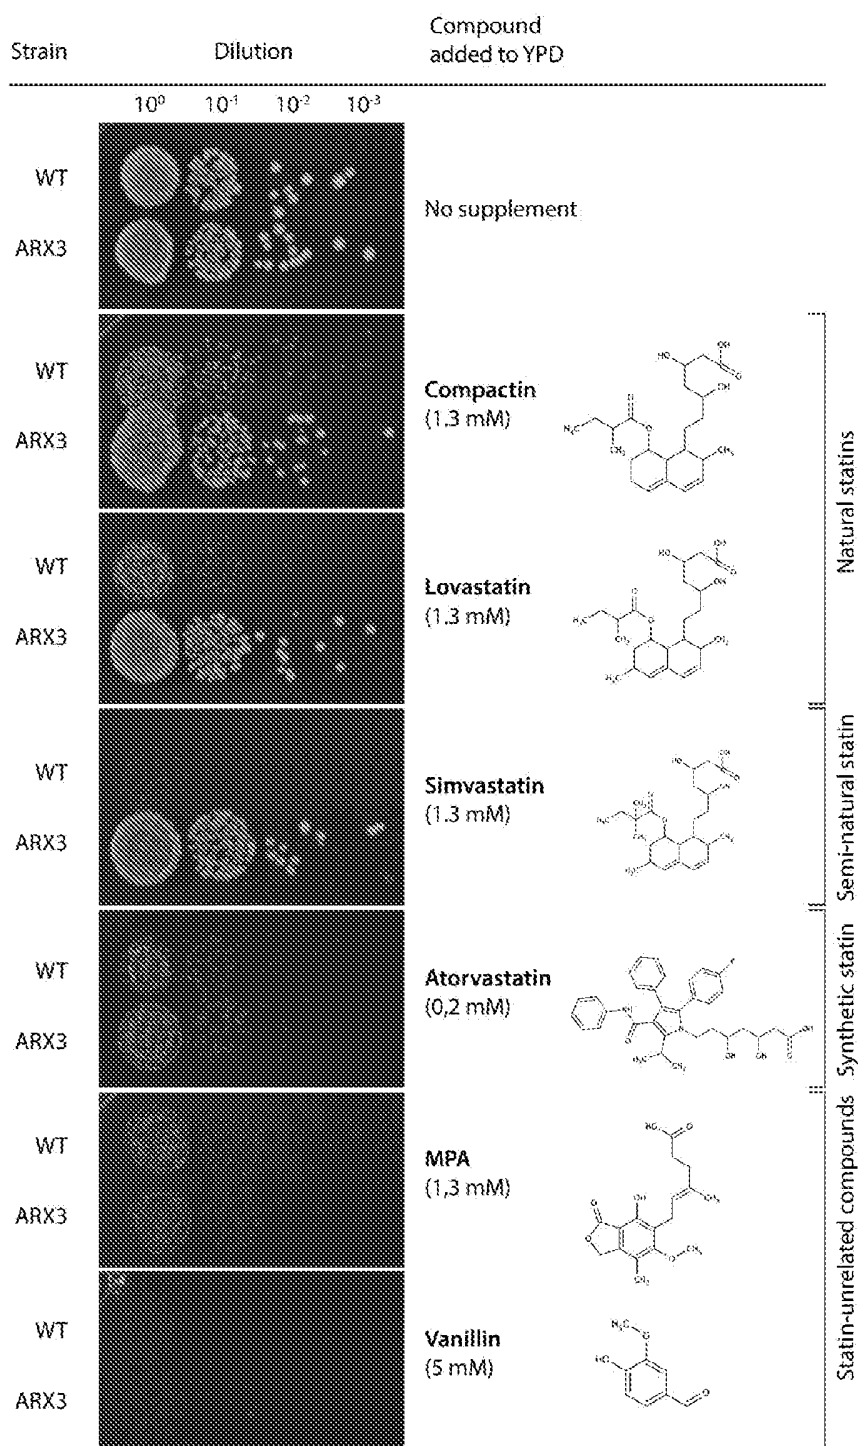 Strain Dilution Compound
added to YPD
10⁰ 10⁻¹ 10⁻² 10⁻³
WT
No supplement
ARX3
WT
Compactin
(1.3 mM)
ARX3
Natural statins
WT
Lovastatin
(1.3 mM)
ARX3
WT
Simvastatin
(1.3 mM)
ARX3
Semi-natural statin
WT
Atorvastatin
(0,2 mM)
ARX3
Synthetic statin
WT
MPA
(1,3 mM)
ARX3
WT
Vanillin
(5 mM)
ARX3
Statin-unrelated compounds